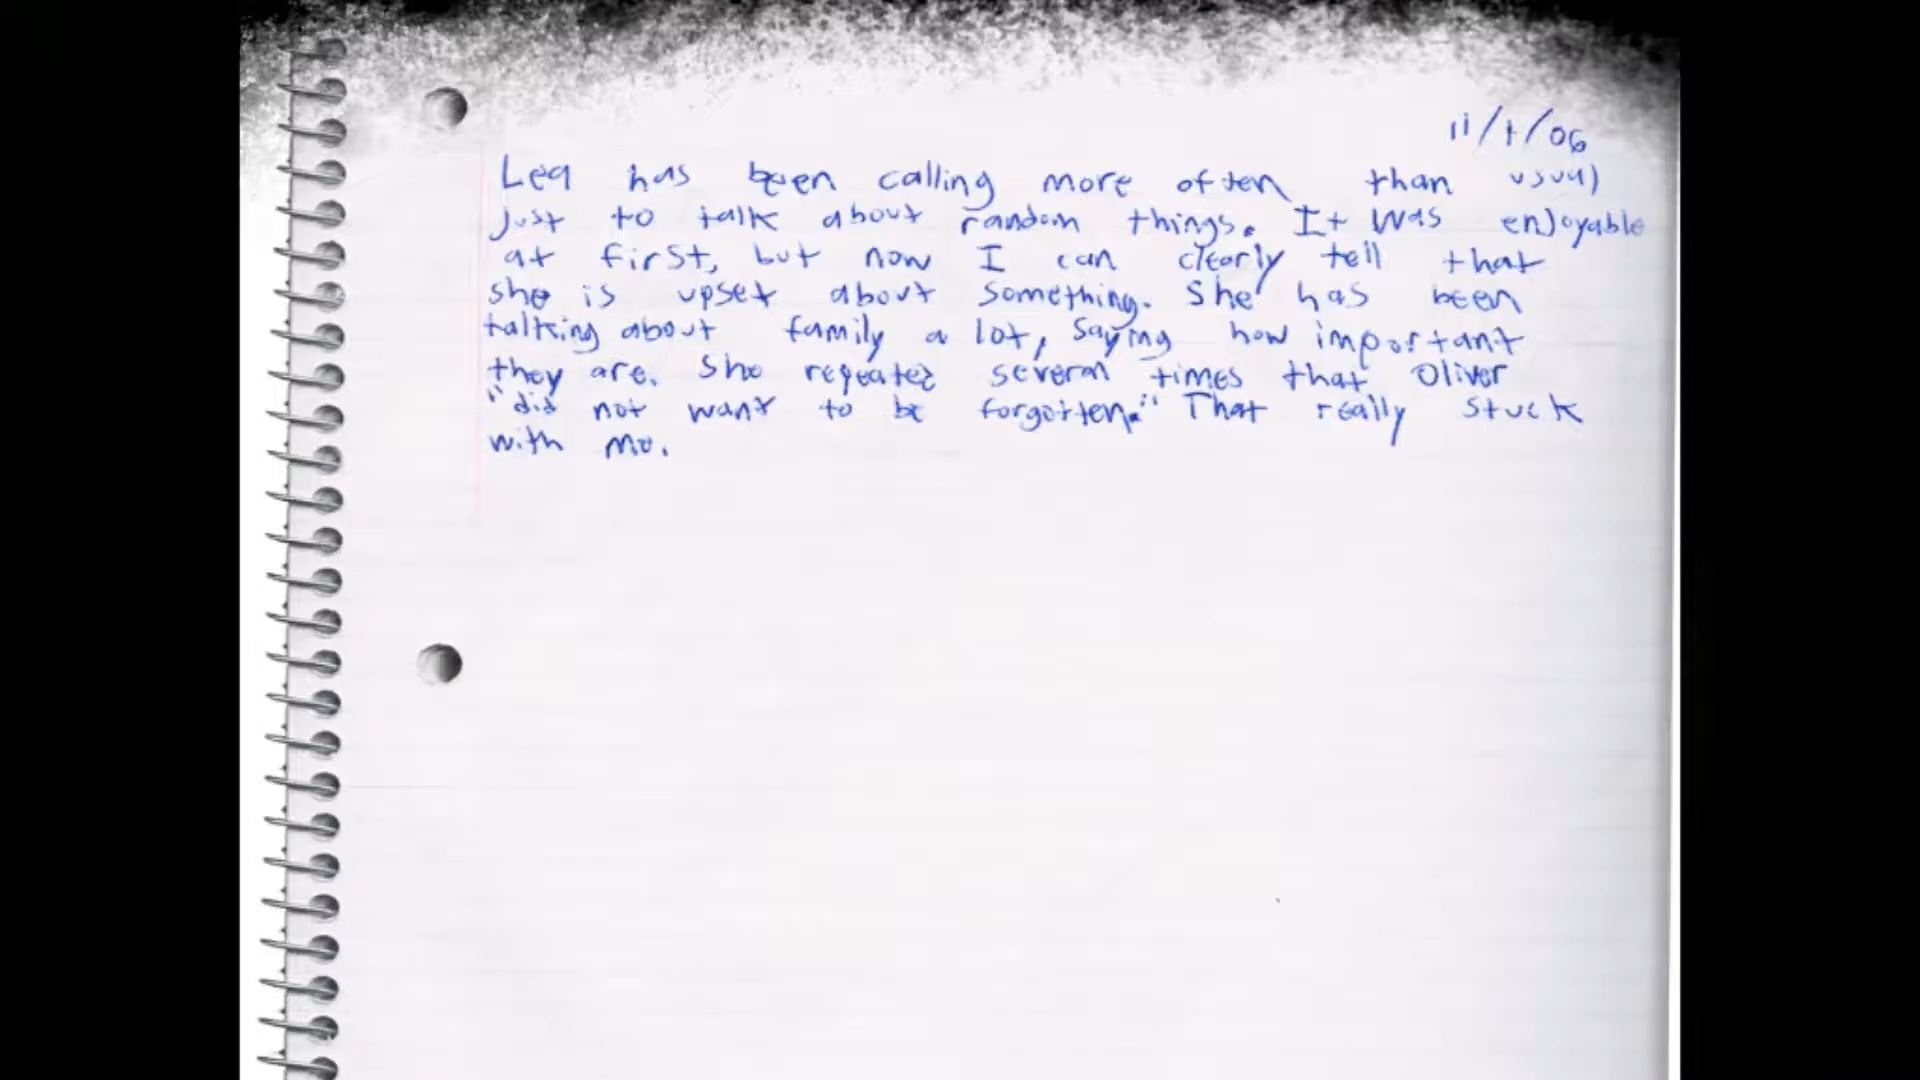 11/1/06
Lea has been calling more often than usual
just to talk about random things. It was enjoyable
at first, but now I can clearly tell that
she is upset about something. She has been
talking about family a lot, saying how important
they are. She repeated several times that Oliver
"did not want to be forgotten." That really stuck
with me.